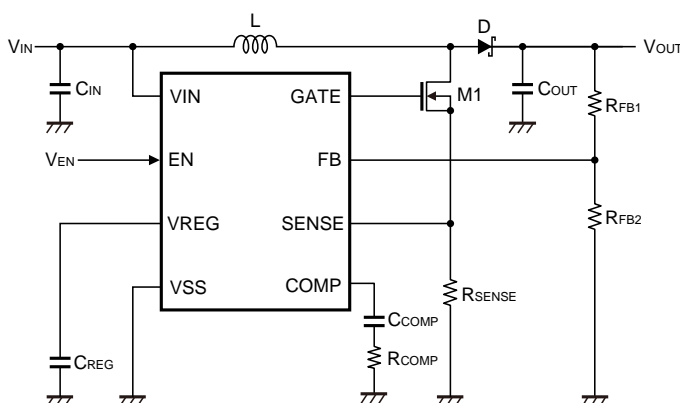 L
D
VIN
VOUT
CIN
VIN
GATE
M1
COUT
RFB1
VEN
EN
FB
VREG
SENSE
RFB2
VSS
COMP
RSENSE
CCOMP
CREG
RCOMP